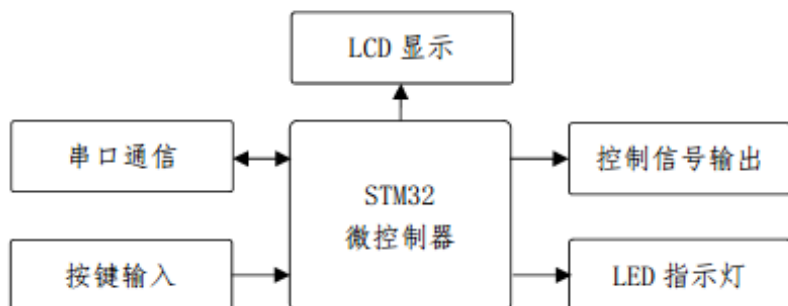 LCD 显示
串口通信
控制信号输出
STM32
微控制器
按键输入
LED 指示灯